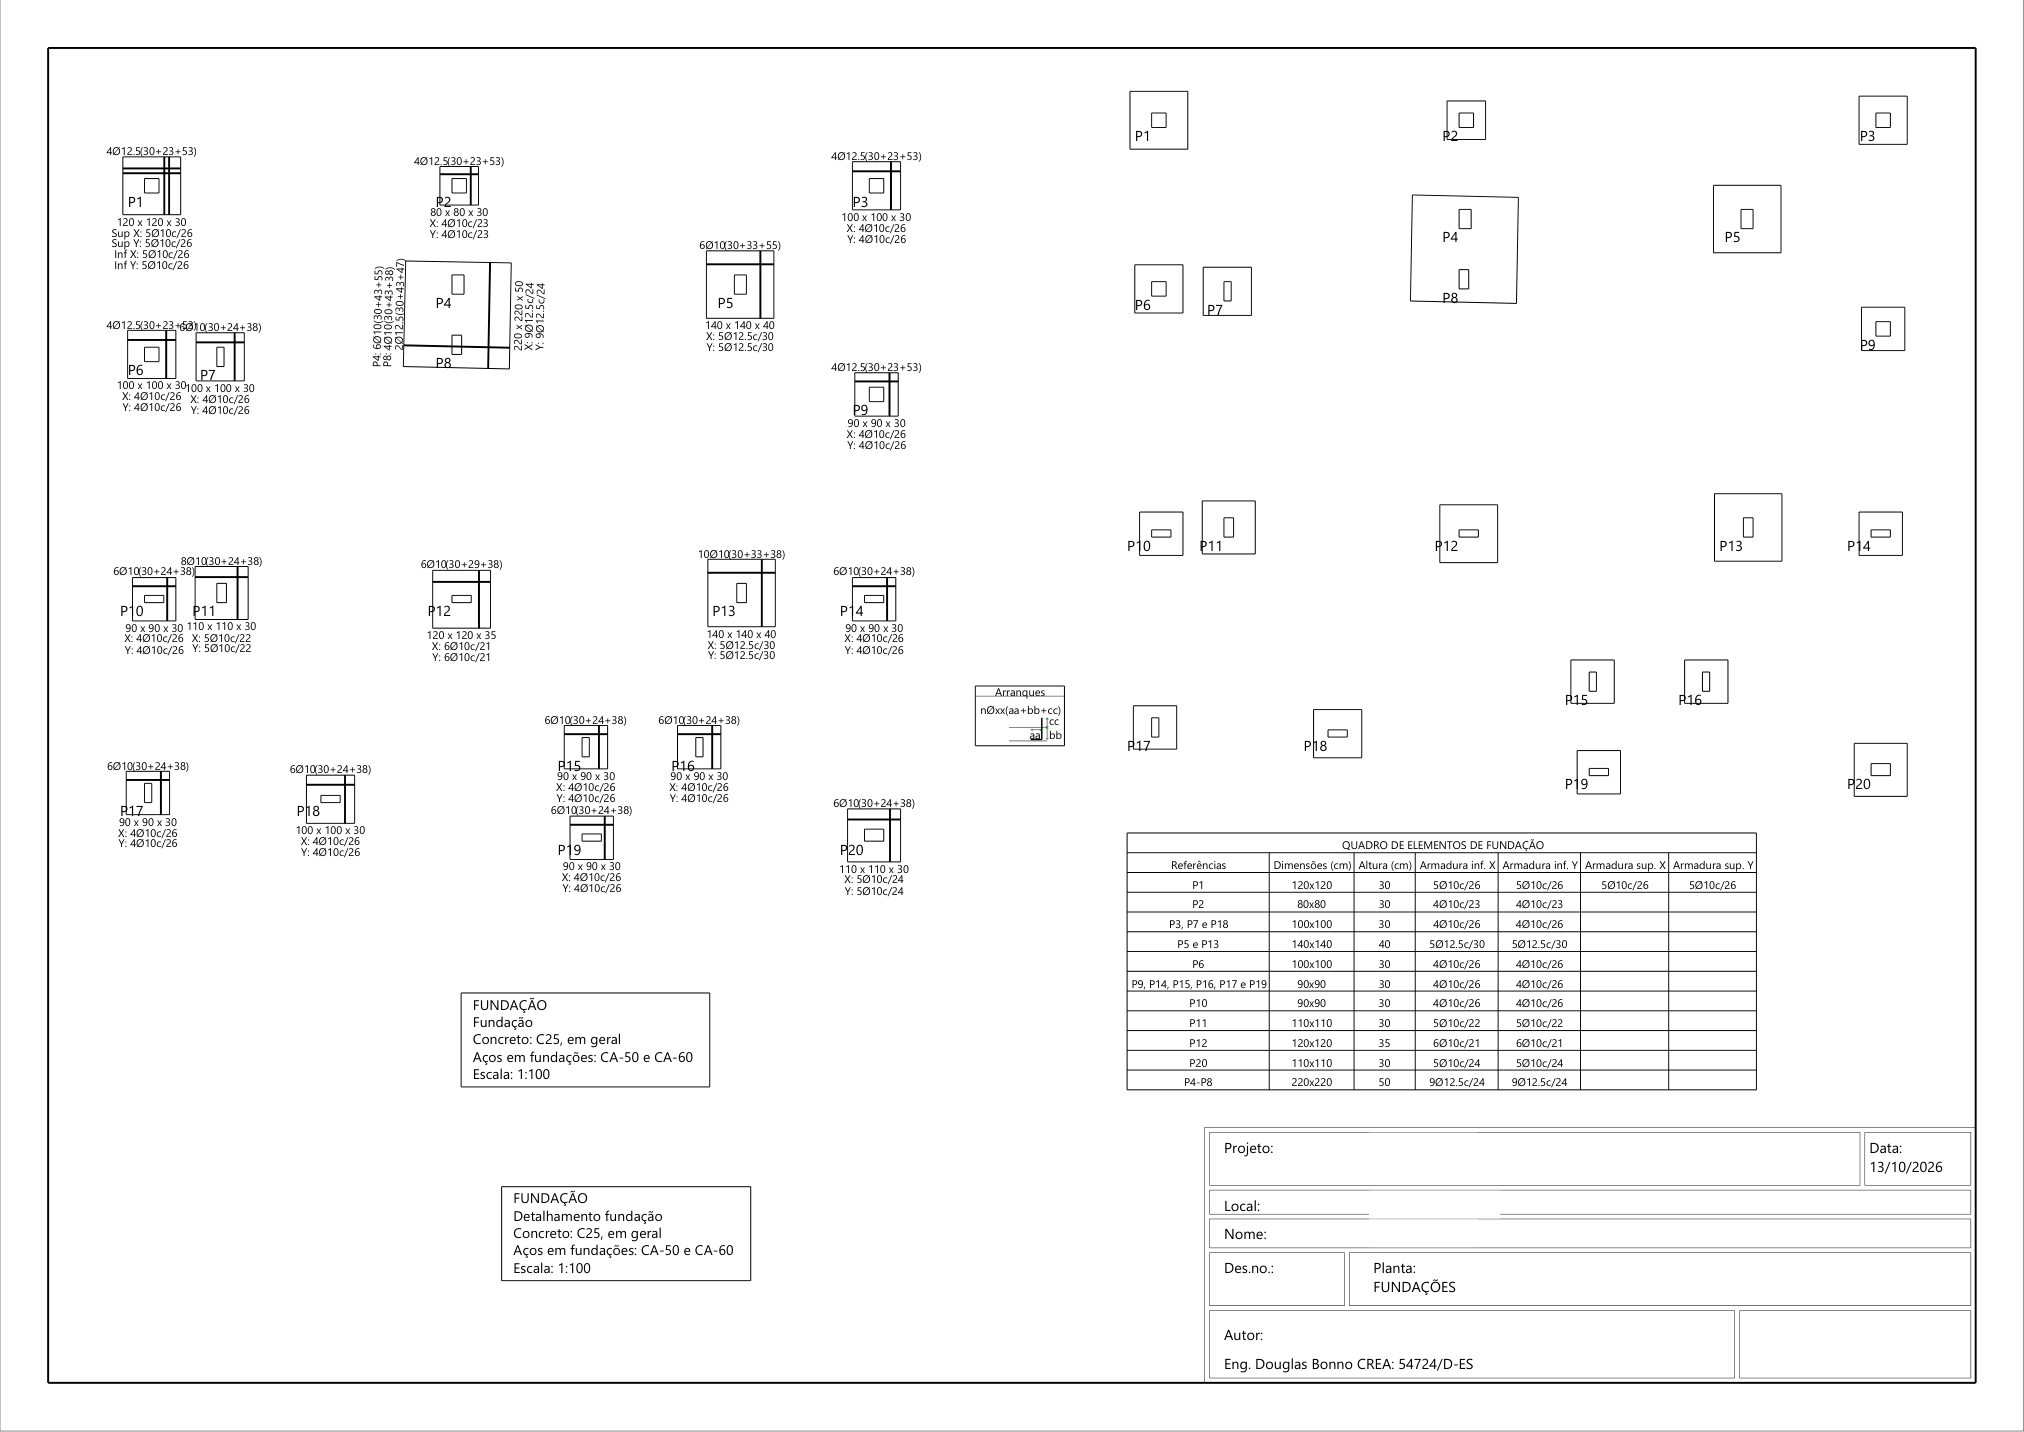 4Ø12.5(30+23+53)
P1
120 x 120 x 30
Sup X: 5Ø10c/26
Sup Y: 5Ø10c/26
Inf X: 5Ø10c/26
Inf Y: 5Ø10c/26
4Ø12.5(30+23+53)
P2
80 x 80 x 30
X: 4Ø10c/23
Y: 4Ø10c/23
4Ø12.5(30+23+53)
P3
100 x 100 x 30
X: 4Ø10c/26
Y: 4Ø10c/26
P4: 6Ø10(30+43+55)
P8: 4Ø10(30+43+38)
2Ø12.5(30+43+47)
P4
P8
220 x 220 x 50
X: 9Ø12.5c/24
Y: 9Ø12.5c/24
6Ø10(30+33+55)
P5
140 x 140 x 40
X: 5Ø12.5c/30
Y: 5Ø12.5c/30
4Ø12.5(30+23+53)
P6
100 x 100 x 30
X: 4Ø10c/26
Y: 4Ø10c/26
6Ø10(30+24+38)
P7
100 x 100 x 30
X: 4Ø10c/26
Y: 4Ø10c/26
4Ø12.5(30+23+53)
P9
90 x 90 x 30
X: 4Ø10c/26
Y: 4Ø10c/26
6Ø10(30+24+38)
P10
90 x 90 x 30
X: 4Ø10c/26
Y: 4Ø10c/26
8Ø10(30+24+38)
P11
110 x 110 x 30
X: 5Ø10c/22
Y: 5Ø10c/22
6Ø10(30+29+38)
P12
120 x 120 x 35
X: 6Ø10c/21
Y: 6Ø10c/21
10Ø10(30+33+38)
P13
140 x 140 x 40
X: 5Ø12.5c/30
Y: 5Ø12.5c/30
6Ø10(30+24+38)
P14
90 x 90 x 30
X: 4Ø10c/26
Y: 4Ø10c/26
6Ø10(30+24+38)
P15
90 x 90 x 30
X: 4Ø10c/26
Y: 4Ø10c/26
6Ø10(30+24+38)
P16
90 x 90 x 30
X: 4Ø10c/26
Y: 4Ø10c/26
6Ø10(30+24+38)
P17
90 x 90 x 30
X: 4Ø10c/26
Y: 4Ø10c/26
6Ø10(30+24+38)
P18
100 x 100 x 30
X: 4Ø10c/26
Y: 4Ø10c/26
6Ø10(30+24+38)
P19
90 x 90 x 30
X: 4Ø10c/26
Y: 4Ø10c/26
6Ø10(30+24+38)
P20
110 x 110 x 30
X: 5Ø10c/24
Y: 5Ø10c/24
Arranques
nØxx(aa+bb+cc)
cc
aa bb
FUNDAÇÃO
Fundação
Concreto: C25, em geral
Aços em fundações: CA-50 e CA-60
Escala: 1:100
FUNDAÇÃO
Detalhamento fundação
Concreto: C25, em geral
Aços em fundações: CA-50 e CA-60
Escala: 1:100
P1 P2 P3
P4 P5
P6 P7 P8
P9
P10 P11 P12 P13 P14
P15 P16
P17 P18
P19 P20
QUADRO DE ELEMENTOS DE FUNDAÇÃO
Referências Dimensões (cm) Altura (cm) Armadura inf. X Armadura inf. Y Armadura sup. X Armadura sup. Y
P1 120x120 30 5Ø10c/26 5Ø10c/26 5Ø10c/26 5Ø10c/26
P2 80x80 30 4Ø10c/23 4Ø10c/23
P3, P7 e P18 100x100 30 4Ø10c/26 4Ø10c/26
P5 e P13 140x140 40 5Ø12.5c/30 5Ø12.5c/30
P6 100x100 30 4Ø10c/26 4Ø10c/26
P9, P14, P15, P16, P17 e P19 90x90 30 4Ø10c/26 4Ø10c/26
P10 90x90 30 4Ø10c/26 4Ø10c/26
P11 110x110 30 5Ø10c/22 5Ø10c/22
P12 120x120 35 6Ø10c/21 6Ø10c/21
P20 110x110 30 5Ø10c/24 5Ø10c/24
P4-P8 220x220 50 9Ø12.5c/24 9Ø12.5c/24
Projeto:
Data:
13/10/2026
Local:
Nome:
Des.no.:
Planta:
FUNDAÇÕES
Autor:
Eng. Douglas Bonno CREA: 54724/D-ES